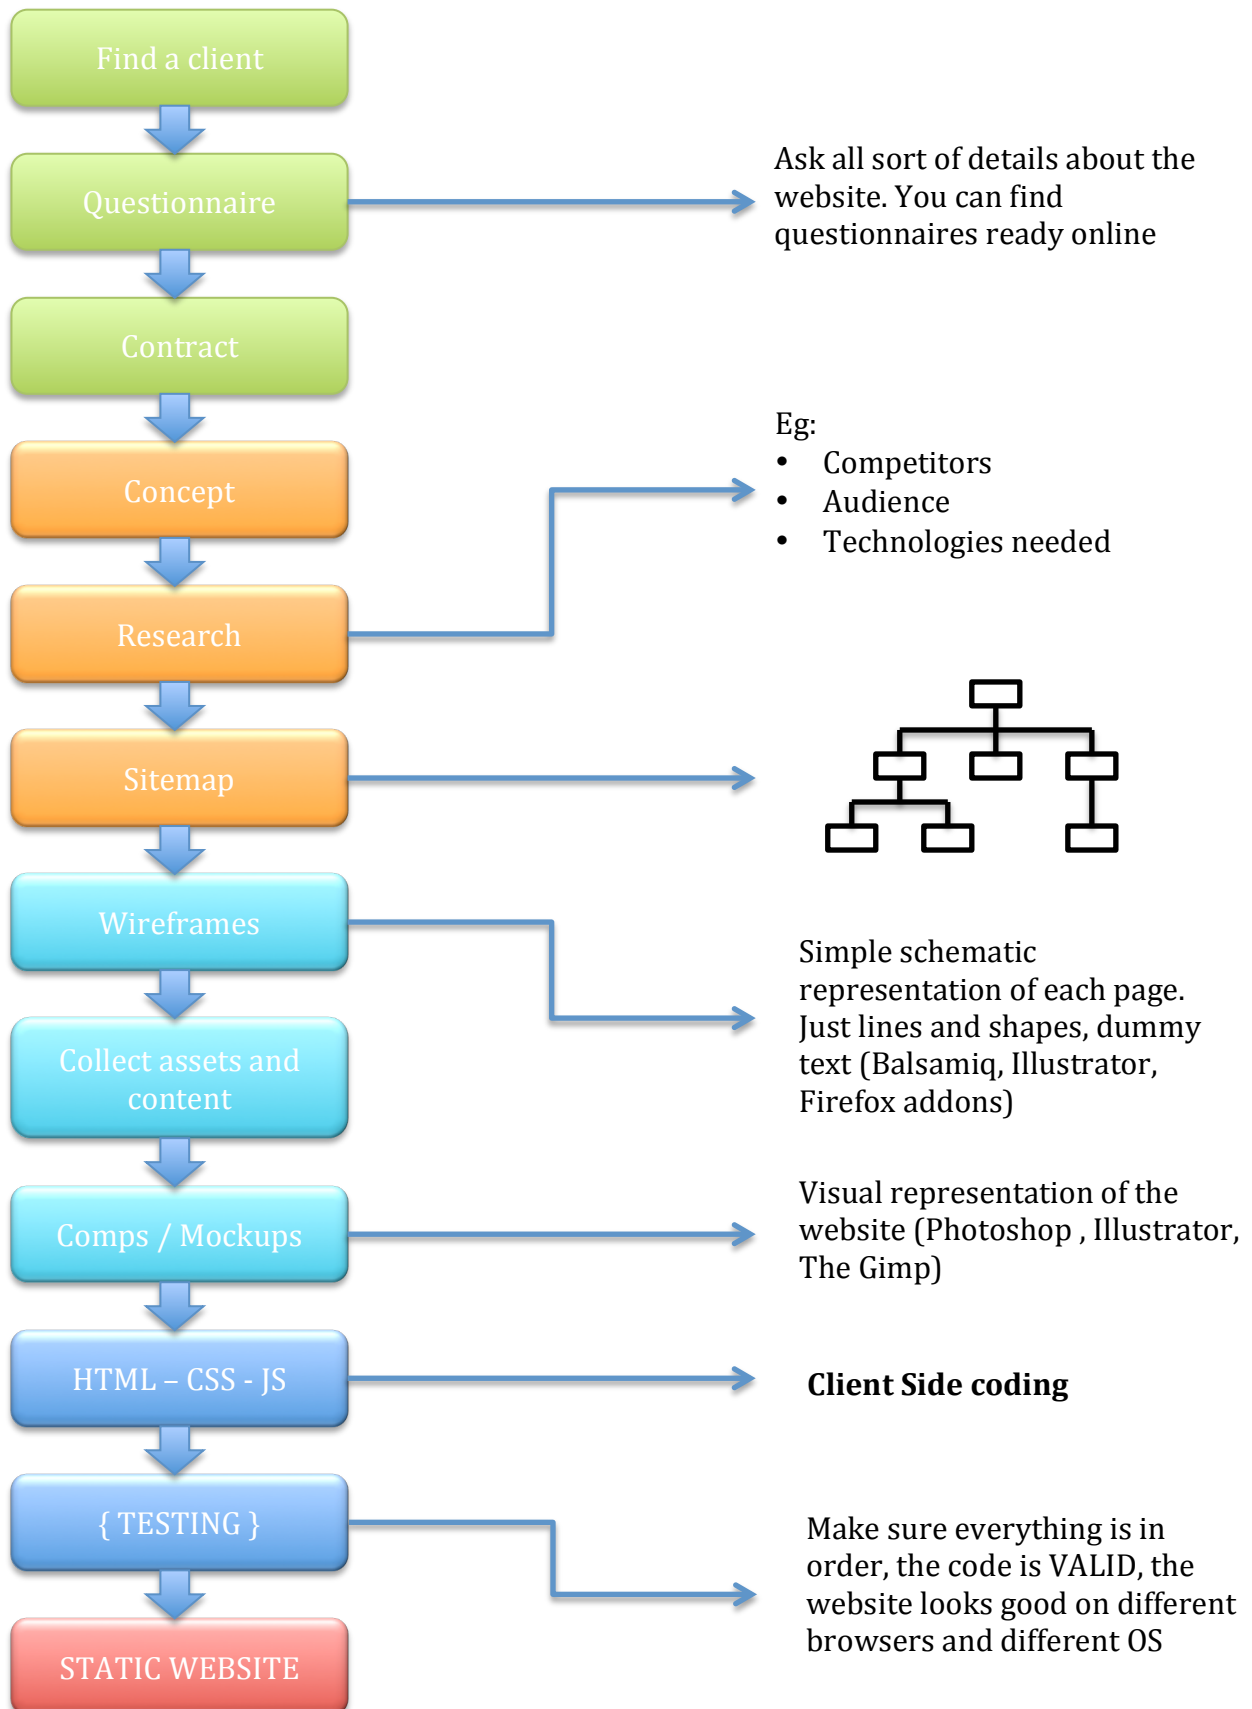 Find a client
Questionnaire
Ask all sort of details about the
website. You can find
questionnaires ready online
Contract
Concept
Eg:
• Competitors
• Audience
• Technologies needed
Research
Sitemap
Wireframes
Simple schematic
representation of each page.
Just lines and shapes, dummy
text (Balsamiq, Illustrator,
Firefox addons)
Collect assets and
content
Comps / Mockups
Visual representation of the
website (Photoshop , Illustrator,
The Gimp)
HTML – CSS - JS
Client Side coding
{ TESTING }
Make sure everything is in
order, the code is VALID, the
website looks good on different
browsers and different OS
STATIC WEBSITE